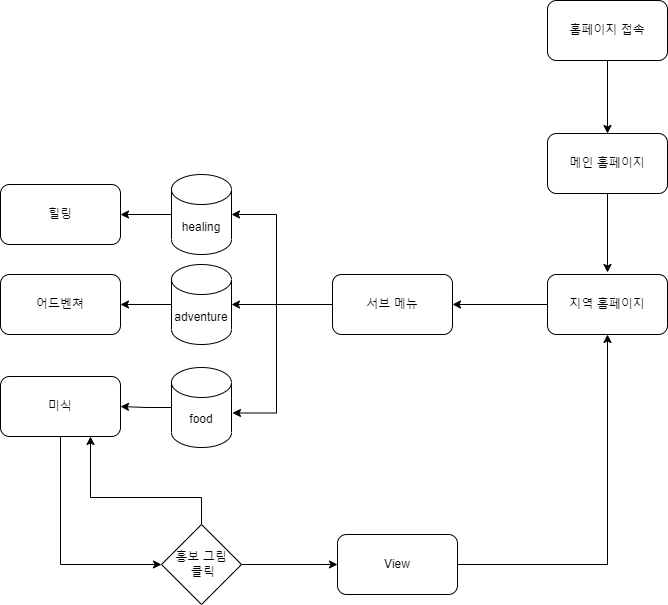 홈페이지 접속
메인 홈페이지
힐링
healing
어드벤쳐
adventure
서브 메뉴
지역 홈페이지
미식
food
홍보 그림
클릭
View